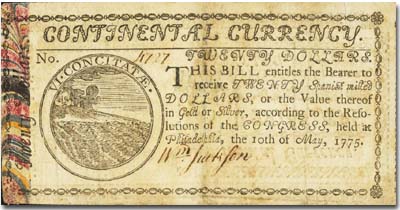 CONTINENTAL CURRENCY.
No. TWENTY DOLLARS.
VI CONCITATÆ.
THIS BILL entitles the Bearer to
receive TWENTY Spanish milled
DOLLARS, or the Value thereof
in Gold or Silver, according to the Reso-
lutions of the CONGRESS, held at
Philadelphia, the 10th of May, 1775.
Wm Jackson